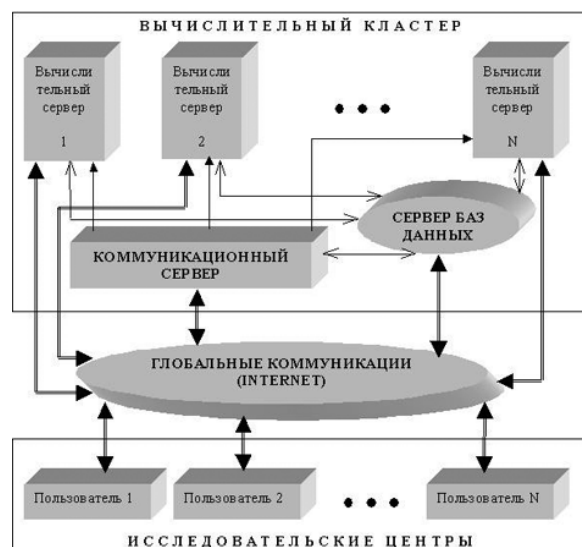 ВЫЧИСЛИТЕЛЬНЫЙ КЛАСТЕР
Вычисли
тельный
сервер
1
Вычисли
тельный
сервер
2
Вычисли
тельный
сервер
N
СЕРВЕР БАЗ
ДАННЫХ
КОММУНИКАЦИОННЫЙ
СЕРВЕР
ГЛОБАЛЬНЫЕ КОММУНИКАЦИИ
(INTERNET)
Пользователь 1
Пользователь 2
Пользователь N
ИССЛЕДОВАТЕЛЬСКИЕ ЦЕНТРЫ